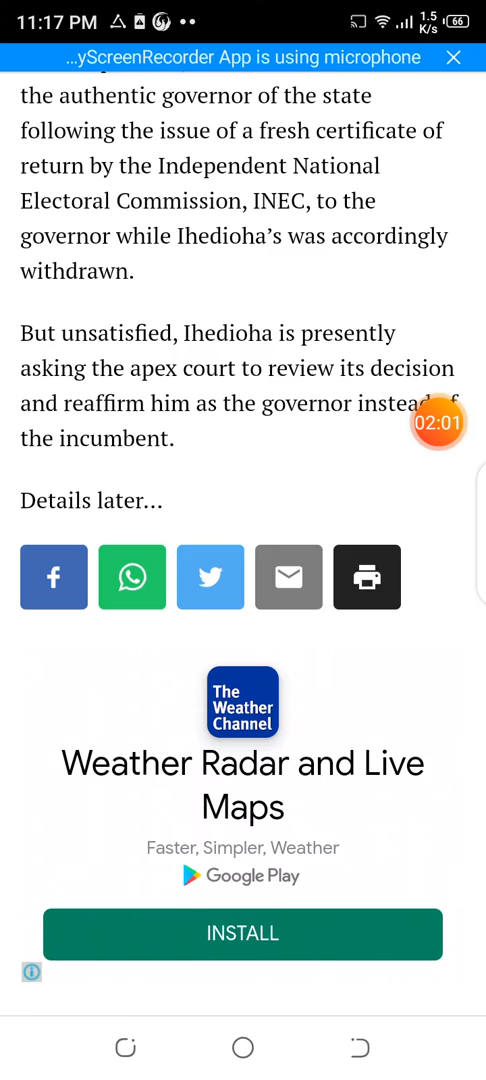 11:17 PM
1.5
K/s
66
...yScreenRecorder App is using microphone
the authentic governor of the state
following the issue of a fresh certificate of
return by the Independent National
Electoral Commission, INEC, to the
governor while Ihedioha’s was accordingly
withdrawn.
But unsatisfied, Ihedioha is presently
asking the apex court to review its decision
and reaffirm him as the governor instead of
02:01
the incumbent.
Details later...
The
Weather
Channel
Weather Radar and Live
Maps
Faster, Simpler, Weather
Google Play
INSTALL